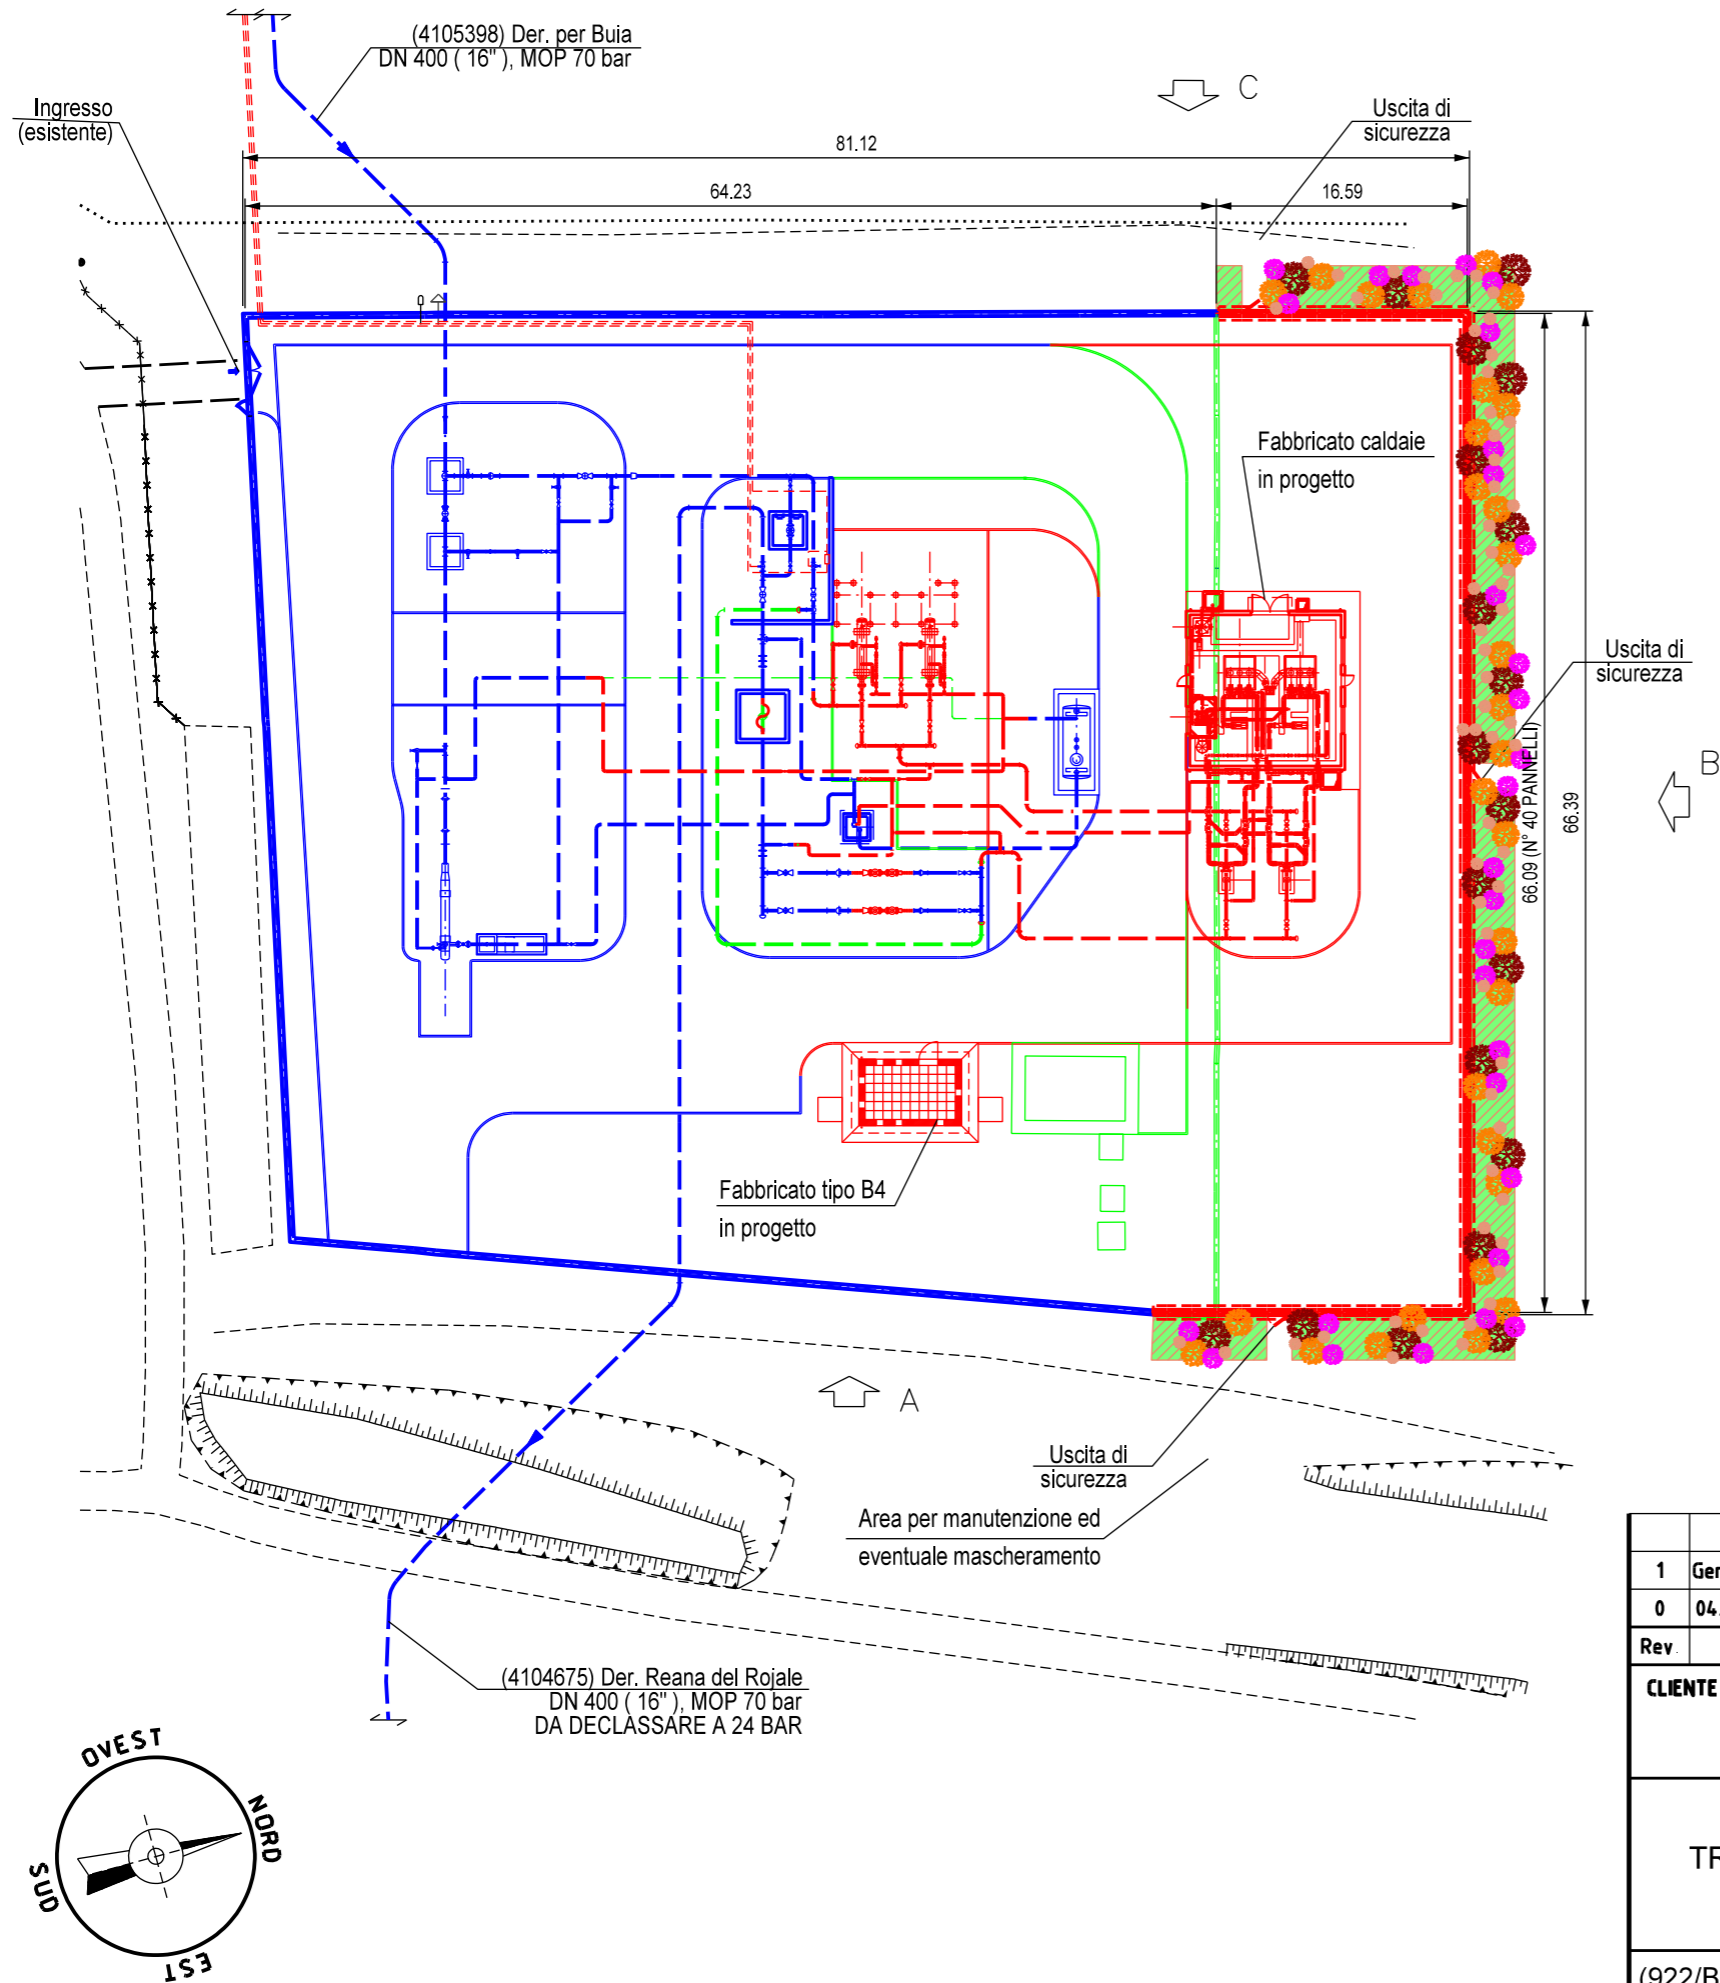 (4105398) Der. per Buia
DN 400 ( 16" ), MOP 70 bar
Ingresso
(esistente)
C
Uscita di
sicurezza
81.12
64.23
16.59
Fabbricato caldaie
in progetto
Uscita di
sicurezza
B
66.09 (N° 40 PANNELLI)
66.39
Fabbricato tipo B4
in progetto
A
Uscita di
sicurezza
Area per manutenzione ed
eventuale mascheramento
(4104675) Der. Reana del Rojale
DN 400 ( 16" ), MOP 70 bar
DA DECLASSARE A 24 BAR
OVEST
NORD
SUD
EST
1
0
04.
Rev.
CLIENTE
(922/B